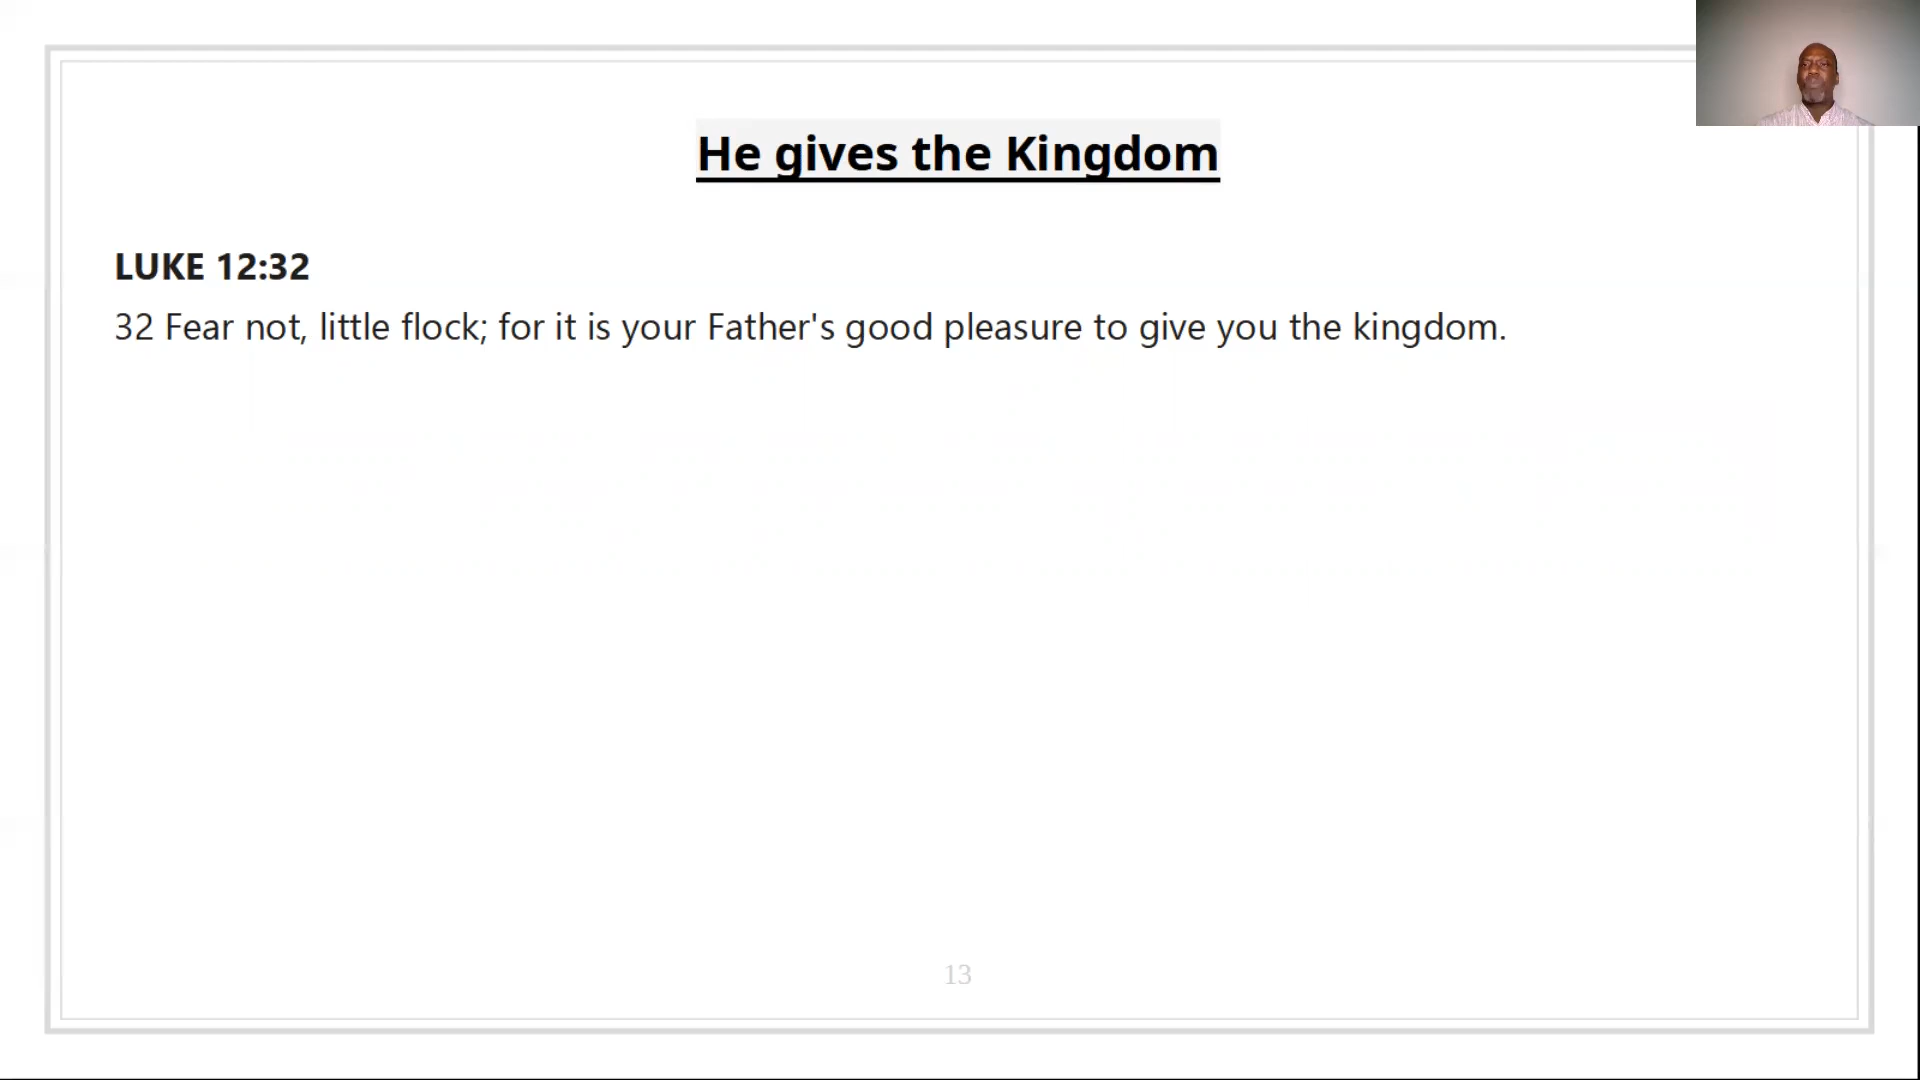 He gives the Kingdom
LUKE 12:32
32 Fear not, little flock; for it is your Father's good pleasure to give you the kingdom.
13